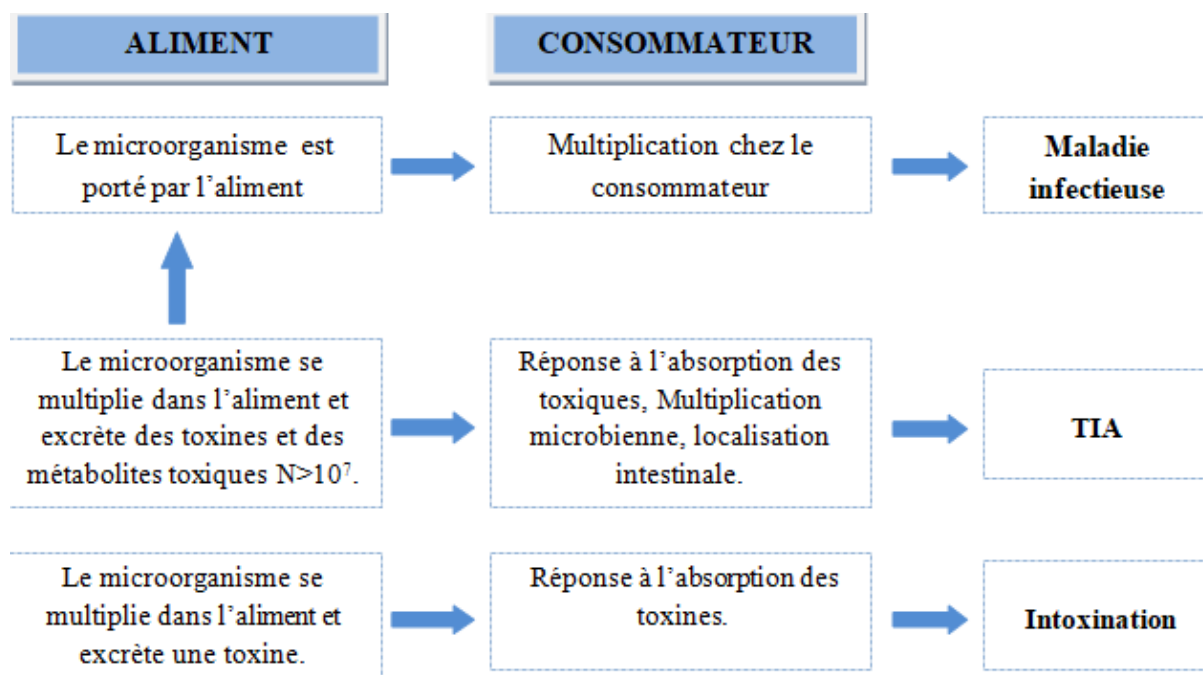 ALIMENT
CONSOMMATEUR
Le microorganisme est
porté par l’aliment
Multiplication chez le
consommateur
Maladie
infectieuse
Le microorganisme se
multiplie dans l’aliment et
excrète des toxines et des
métabolites toxiques N>10⁷.
Réponse à l’absorption des
toxiques, Multiplication
microbienne, localisation
intestinale.
TIA
Le microorganisme se
multiplie dans l’aliment et
excrète une toxine.
Réponse à l’absorption des
toxines.
Intoxination